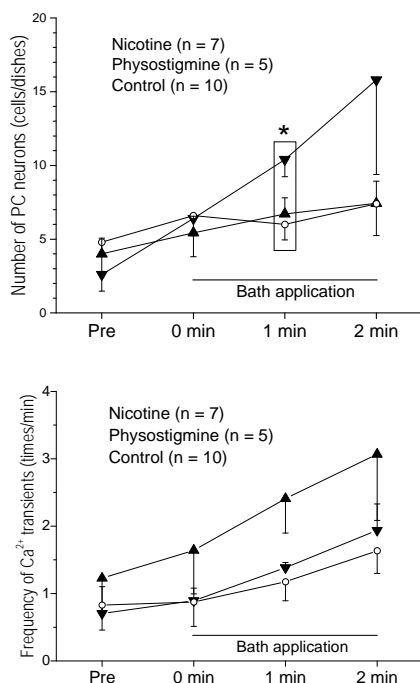 20
15
10
5
0
Number of PC neurons (cells/dishes)
Nicotine (n = 7)
Physostigmine (n = 5)
Control (n = 10)
*
Bath application
Pre
0 min
1 min
2 min
4
3
2
1
0
Frequency of Ca²⁺ transients (times/min)
Nicotine (n = 7)
Physostigmine (n = 5)
Control (n = 10)
Bath application
Pre
0 min
1 min
2 min